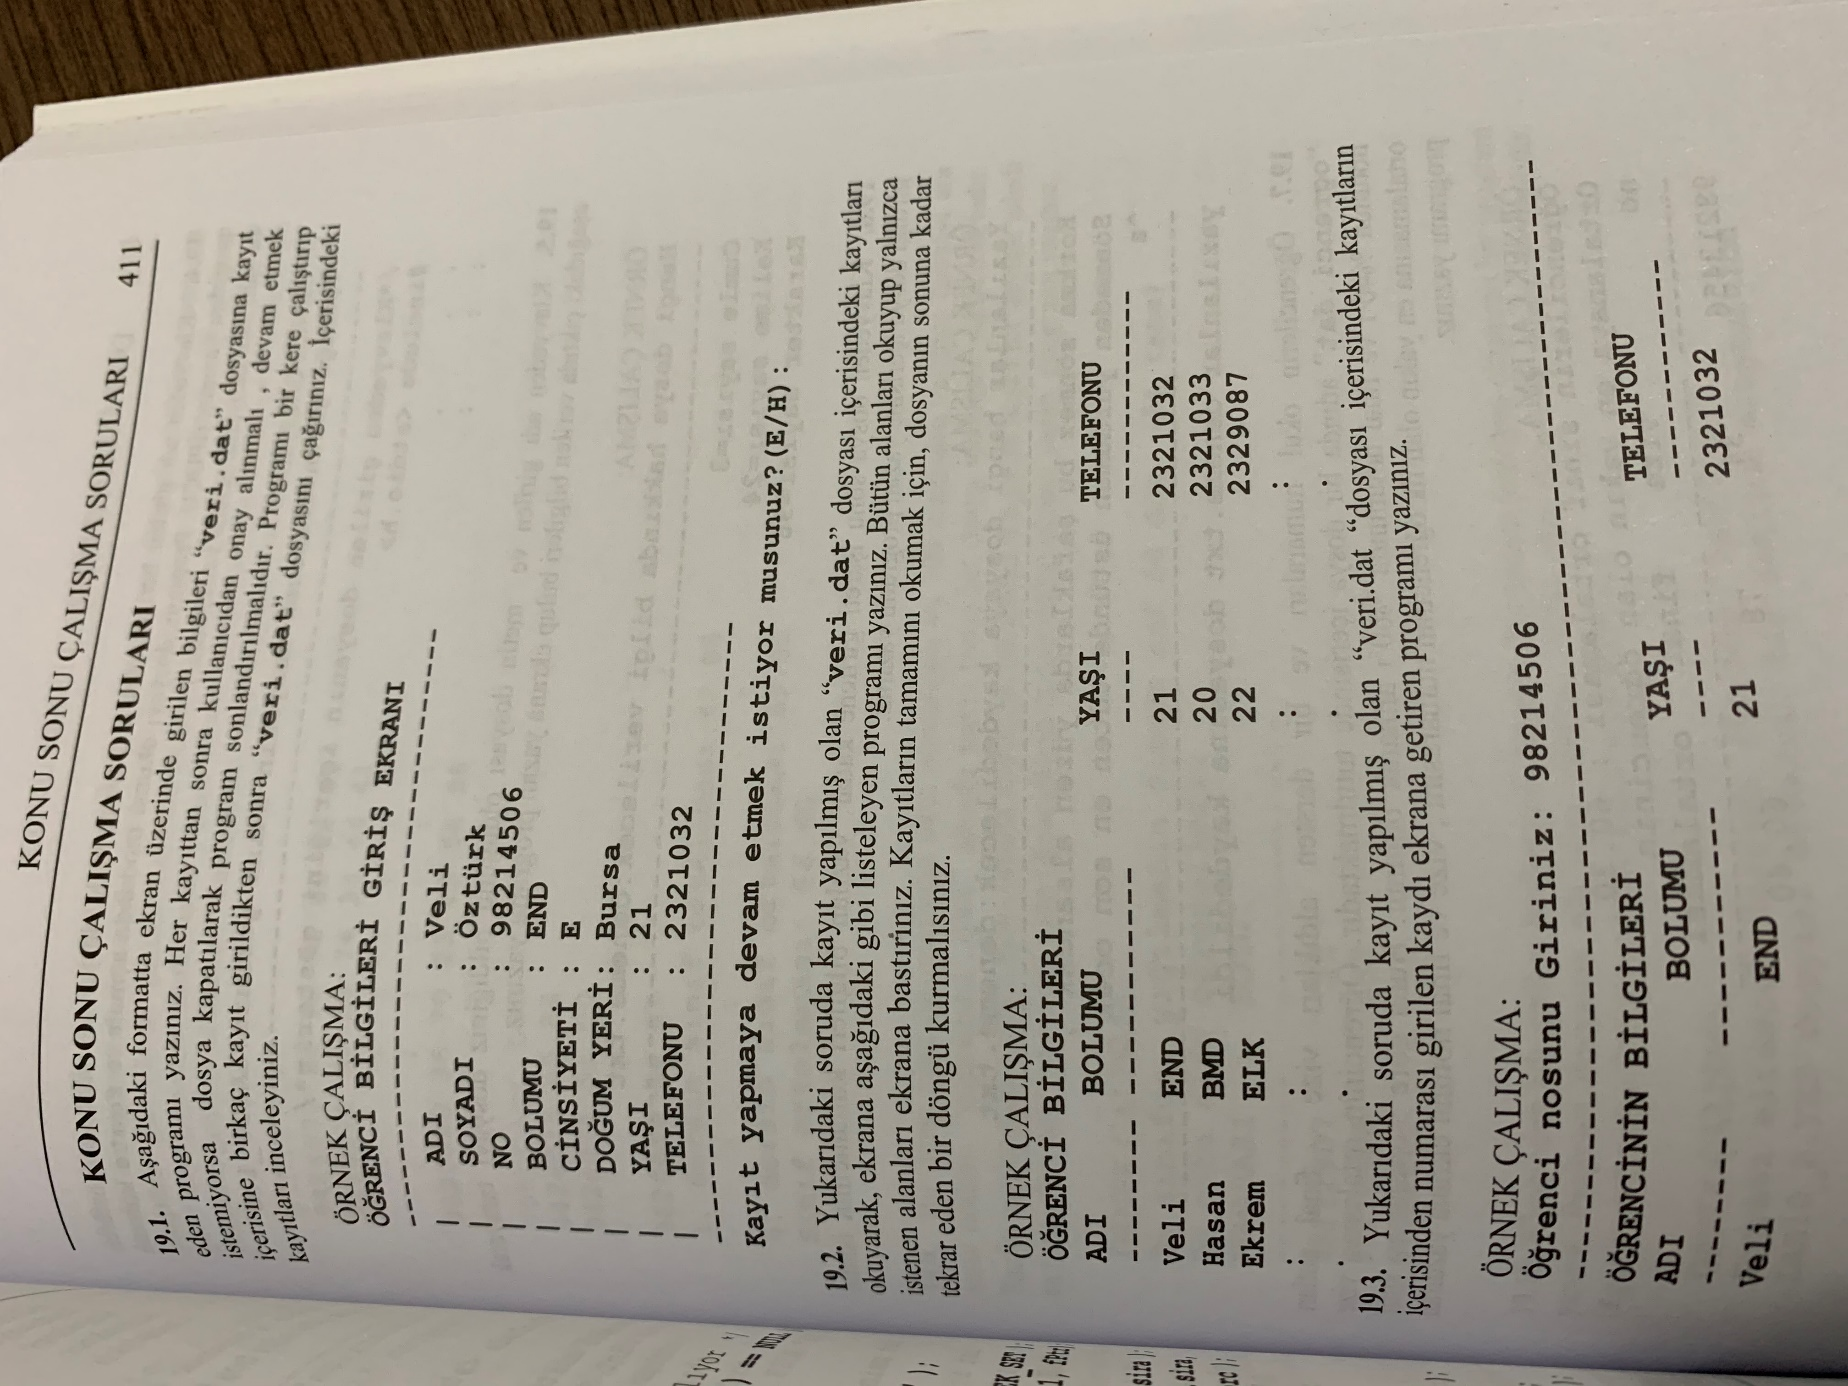 KONU SONU ÇALIŞMA SORULARI 411
KONU SONU ÇALIŞMA SORULARI
19.1. Aşağıdaki formatta ekran üzerinde girilen bilgileri “veri.dat” dosyasına kayıt
eden programı yazınız. Her kayıttan sonra kullanıcıdan onay alınmalı , devam etmek
istemiyorsa dosya kapatılarak program sonlandırılmalıdır. Programı bir kere çalıştırıp
içerisine birkaç kayıt girildikten sonra “veri.dat” dosyasını çağırınız. İçerisindeki
kayıtları inceleyiniz.
ÖRNEK ÇALIŞMA:
ÖĞRENCİ BİLGİLERİ GİRİŞ EKRANI
----------------------------------
| ADI : Veli
| SOYADI : Öztürk
| NO : 98214506
| BOLUMU : END
| CİNSİYETİ : E
| DOĞUM YERİ: Bursa
| YAŞI : 21
| TELEFONU : 2321032
-----------------------------------
Kayıt yapmaya devam etmek istiyor musunuz?(E/H):
19.2. Yukarıdaki soruda kayıt yapılmış olan “veri.dat” dosyası içerisindeki kayıtları
okuyarak, ekrana aşağıdaki gibi listeleyen programı yazınız. Bütün alanları okuyup yalnızca
istenen alanları ekrana bastırınız. Kayıtların tamamını okumak için, dosyanın sonuna kadar
tekrar eden bir döngü kurmalısınız.
ÖRNEK ÇALIŞMA:
ÖĞRENCİ BİLGİLERİ
ADI BOLUMU YAŞI TELEFONU
------- ----------- ---- -----------
Veli END 21 2321032
Hasan BMD 20 2321033
Ekrem ELK 22 2329087
: : : :
. . . .
19.3. Yukarıdaki soruda kayıt yapılmış olan “veri.dat “dosyası içerisindeki kayıtların
içerisinden numarası girilen kaydı ekrana getiren programı yazınız.
ÖRNEK ÇALIŞMA:
Öğrenci nosunu Giriniz: 98214506
----------------------------------------------------------
ÖĞRENCİNİN BİLGİLERİ
ADI BOLUMU YAŞI TELEFONU
-------- ------------ ---- -----------
Veli END 21 2321032